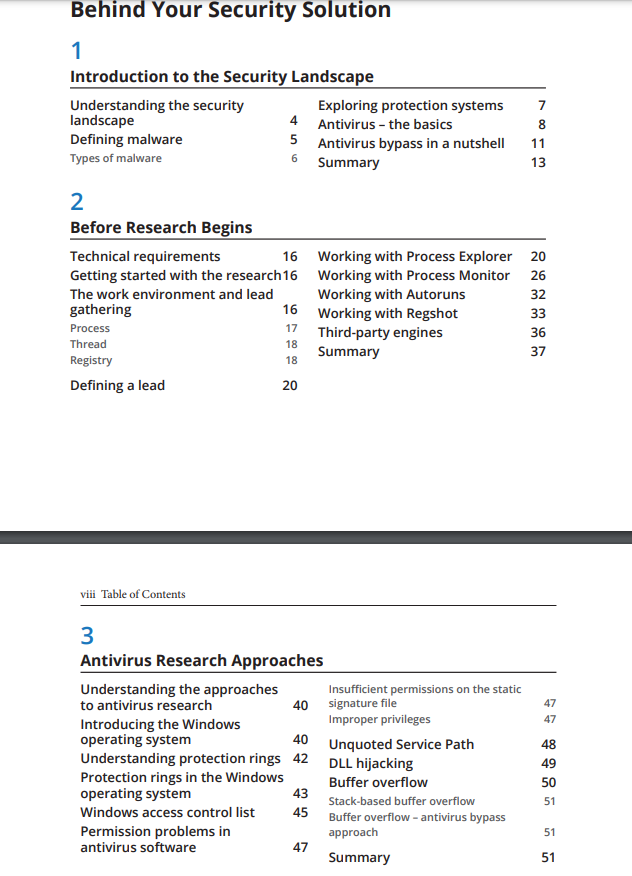 Behind Your Security Solution
1
Introduction to the Security Landscape
Understanding the security
landscape 4
Defining malware 5
Types of malware 6
Exploring protection systems 7
Antivirus – the basics 8
Antivirus bypass in a nutshell 11
Summary 13
2
Before Research Begins
Technical requirements 16
Getting started with the research 16
The work environment and lead
gathering 16
Process 17
Thread 18
Registry 18
Defining a lead 20
Working with Process Explorer 20
Working with Process Monitor 26
Working with Autoruns 32
Working with Regshot 33
Third-party engines 36
Summary 37
viii Table of Contents
3
Antivirus Research Approaches
Understanding the approaches
to antivirus research 40
Introducing the Windows
operating system 40
Understanding protection rings 42
Protection rings in the Windows
operating system 43
Windows access control list 45
Permission problems in
antivirus software 47
Insufficient permissions on the static
signature file 47
Improper privileges 47
Unquoted Service Path 48
DLL hijacking 49
Buffer overflow 50
Stack-based buffer overflow 51
Buffer overflow – antivirus bypass
approach 51
Summary 51